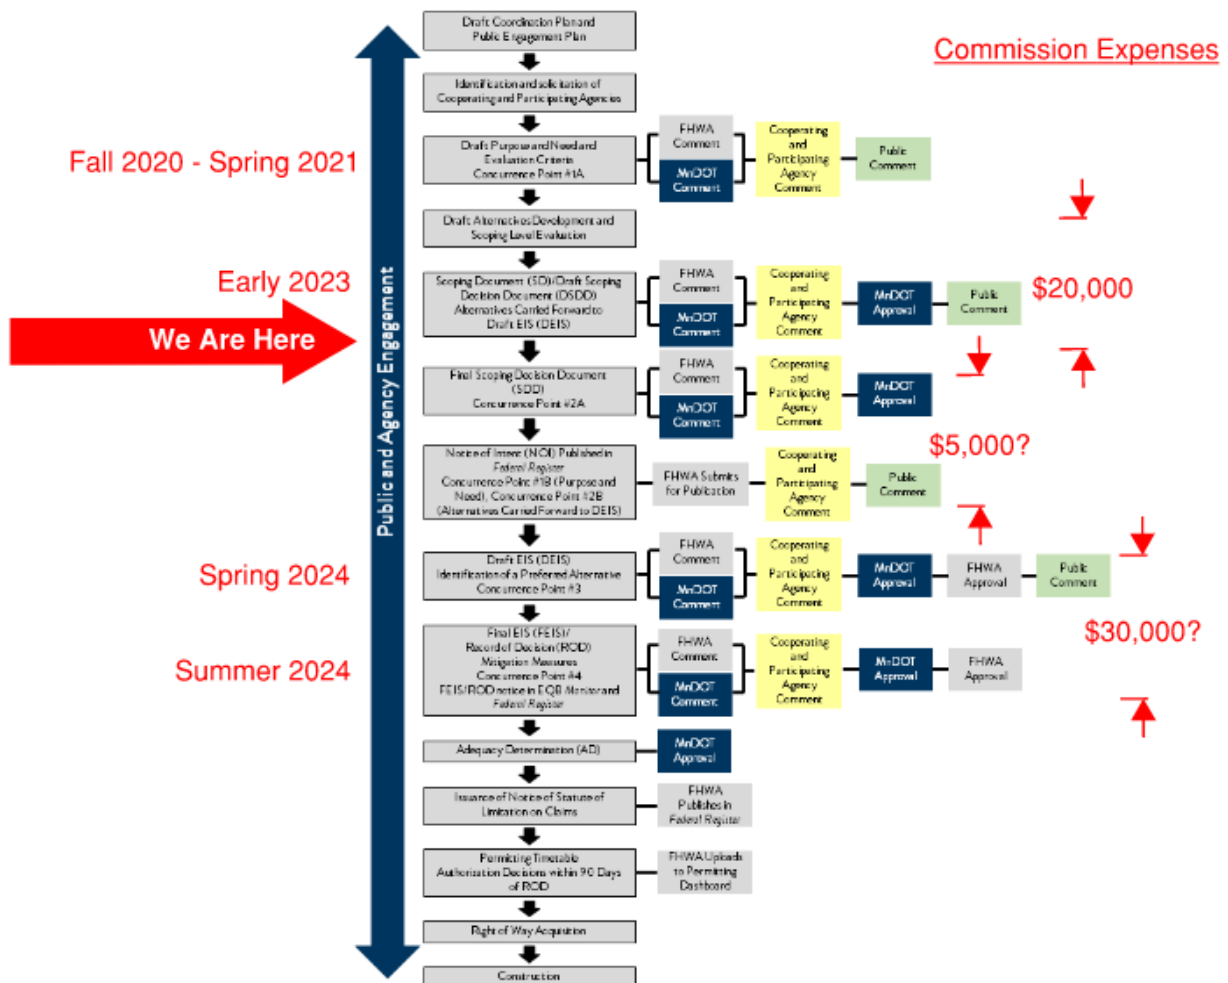 Draft Coordination Plan and
Public Engagement Plan
Commission Expenses
Identification and solicitation of
Cooperating and Participating Agencies
Fall 2020 - Spring 2021
Draft Purpose and Need and
Evaluation Criteria
Concurrence Point #1A
FHWA
Comment
MnDOT
Comment
Cooperating
and
Participating
Agency
Comment
Public
Comment
Draft Alternatives Development and
Scoping Level Evaluation
Early 2023
Scoping Document (SD)/Draft Scoping
Decision Document (DSDD)
Alternatives Carried Forward to
Draft EIS (DEIS)
FHWA
Comment
MnDOT
Comment
Cooperating
and
Participating
Agency
Comment
MnDOT
Approval
Public
Comment
$20,000
We Are Here
Public and Agency Engagement
Final Scoping Decision Document
(SDD)
Concurrence Point #2A
FHWA
Comment
MnDOT
Comment
Cooperating
and
Participating
Agency
Comment
MnDOT
Approval
$5,000?
Notice of Intent (NOI) Published in
Federal Register
Concurrence Point #1B (Purpose and
Need), Concurrence Point #2B
(Alternatives Carried Forward to DEIS)
FHWA Submits
for Publication
Cooperating
and
Participating
Agency
Comment
Public
Comment
Spring 2024
Draft EIS (DEIS)
Identification of a Preferred Alternative
Concurrence Point #3
FHWA
Comment
MnDOT
Comment
Cooperating
and
Participating
Agency
Comment
MnDOT
Approval
FHWA
Approval
Public
Comment
$30,000?
Summer 2024
Final EIS (FEIS)/
Record of Decision (ROD)
Mitigation Measures
Concurrence Point #4
FEIS/ROD notice in EQB Monitor and
Federal Register
FHWA
Comment
MnDOT
Comment
Cooperating
and
Participating
Agency
Comment
MnDOT
Approval
FHWA
Approval
Adequacy Determination (AD)
MnDOT
Approval
Issuance of Notice of Statute of
Limitation on Claims
FHWA
Publishes in
Federal Register
Permitting Timetable
Authorization Decisions within 90 Days
of ROD
FHWA Uploads
to Permitting
Dashboard
Right of Way Acquisition
Construction